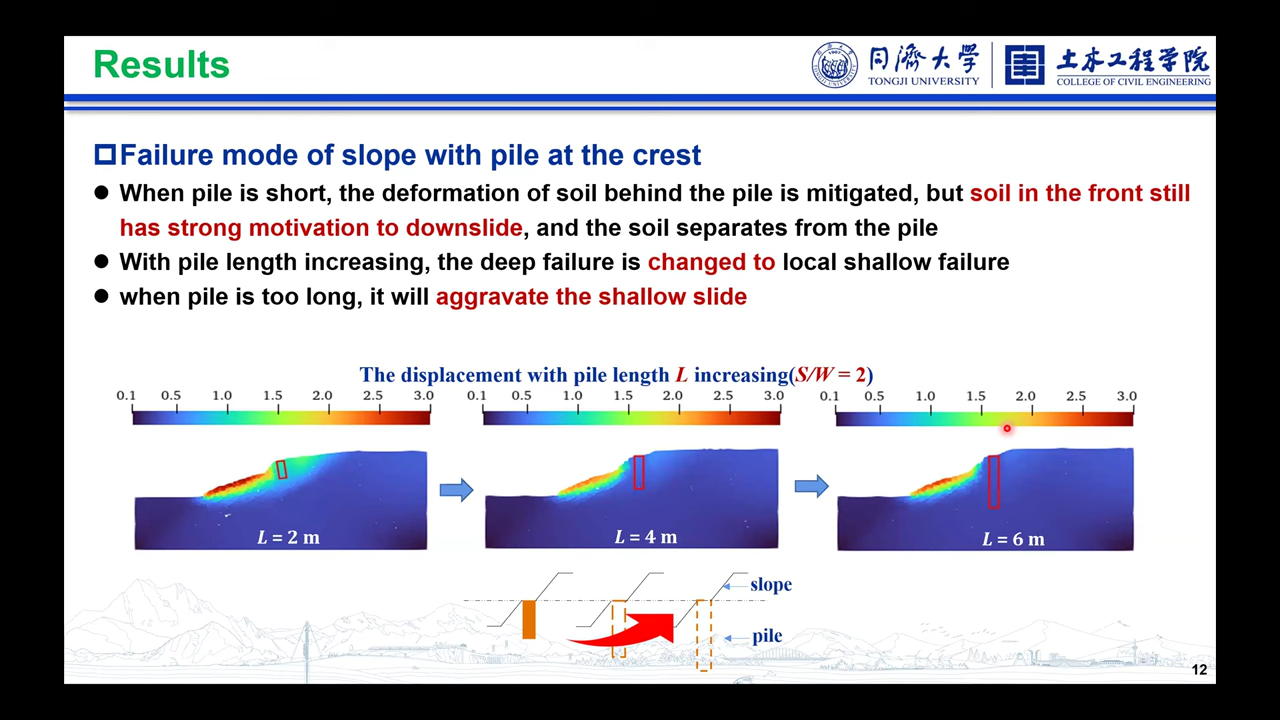 Results
同濟大学
TONGJI UNIVERSITY
土木工程学院
COLLEGE OF CIVIL ENGINEERING
Failure mode of slope with pile at the crest
When pile is short, the deformation of soil behind the pile is mitigated, but soil in the front still
has strong motivation to downslide, and the soil separates from the pile
With pile length increasing, the deep failure is changed to local shallow failure
when pile is too long, it will aggravate the shallow slide
The displacement with pile length L increasing(S/W = 2)
0.1 0.5 1.0 1.5 2.0 2.5 3.0
0.1 0.5 1.0 1.5 2.0 2.5 3.0
0.1 0.5 1.0 1.5 2.0 2.5 3.0
L = 2 m
L = 4 m
L = 6 m
slope
pile
12